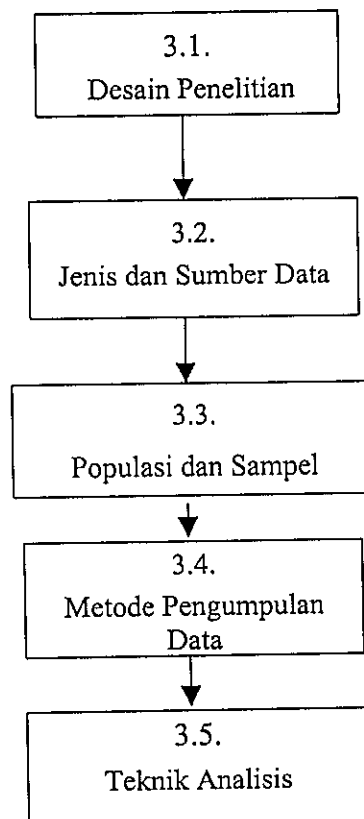 3.1.
Desain Penelitian
3.2.
Jenis dan Sumber Data
3.3.
Populasi dan Sampel
3.4.
Metode Pengumpulan
Data
3.5.
Teknik Analisis